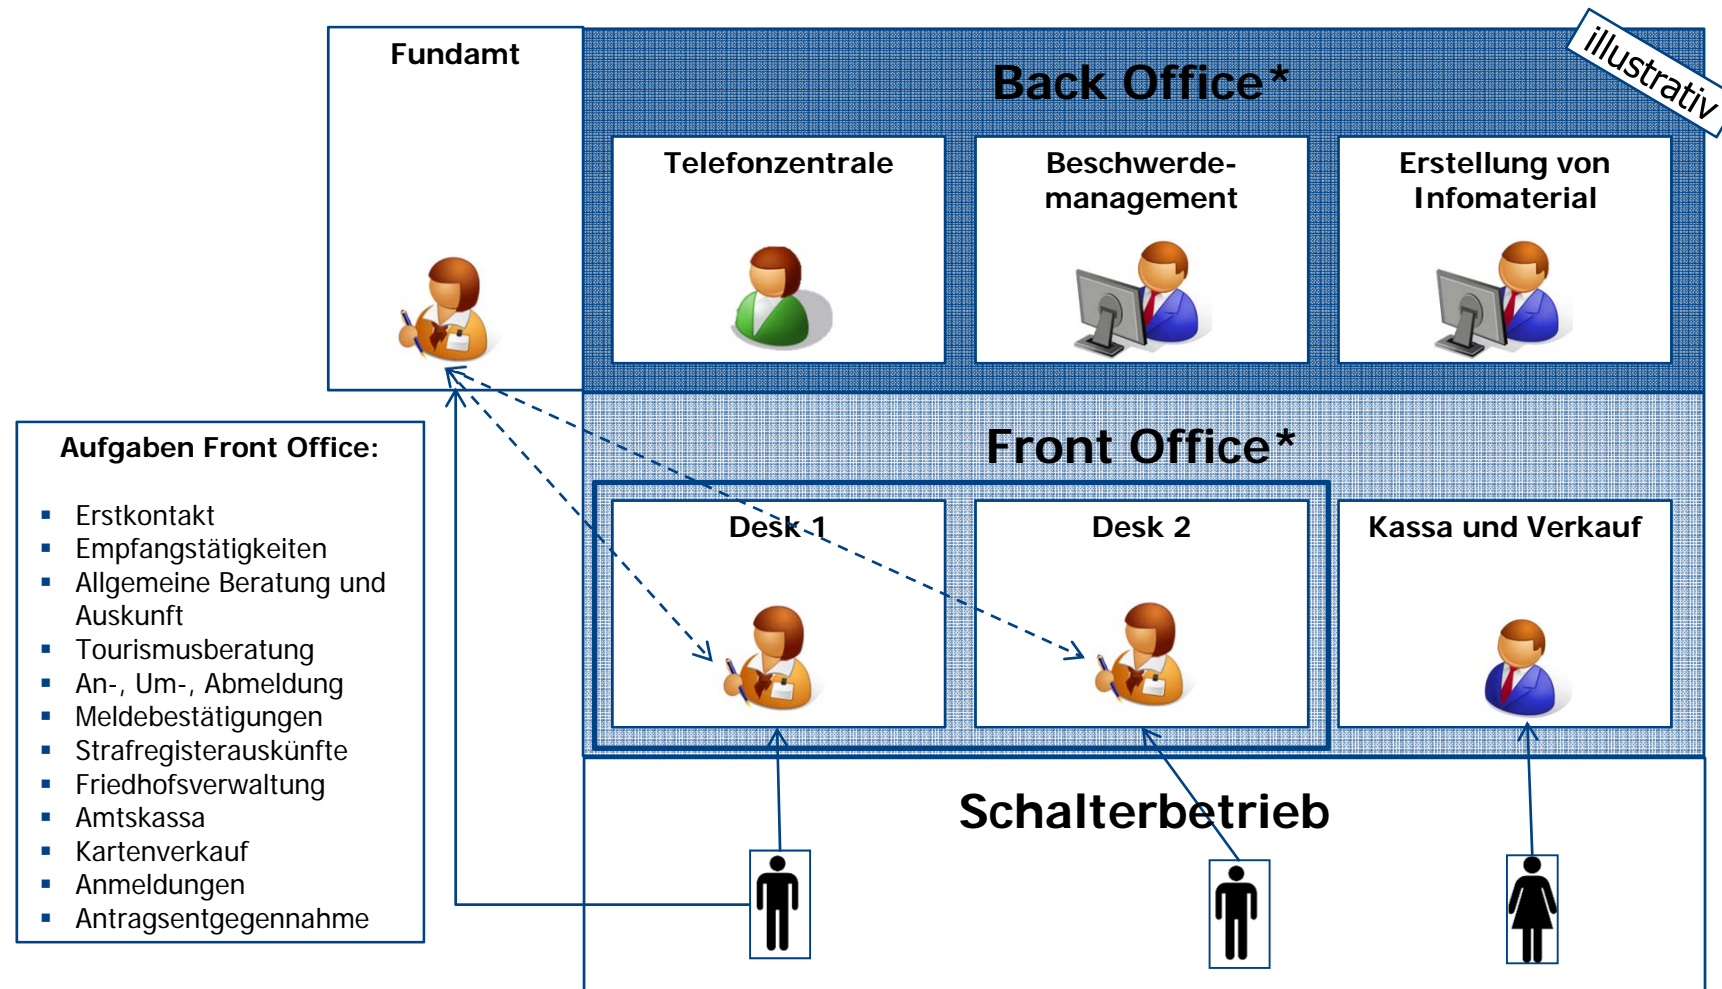 Fundamt
Back Office*
illustrativ
Telefonzentrale
Beschwerde-
management
Erstellung von
Infomaterial
Aufgaben Front Office:
▪ Erstkontakt
▪ Empfangstätigkeiten
▪ Allgemeine Beratung und
Auskunft
▪ Tourismusberatung
▪ An-, Um-, Abmeldung
▪ Meldebestätigungen
▪ Strafregisterauskünfte
▪ Friedhofsverwaltung
▪ Amtskassa
▪ Kartenverkauf
▪ Anmeldungen
▪ Antragsentgegennahme
Front Office*
Desk 1
Desk 2
Kassa und Verkauf
Schalterbetrieb